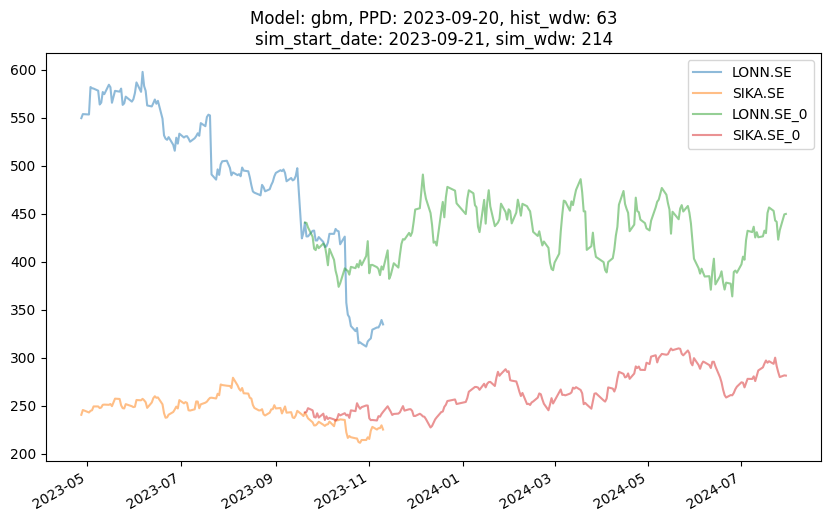 Model: gbm, PPD: 2023-09-20, hist_wdw: 63
sim_start_date: 2023-09-21, sim_wdw: 214
LONN.SE
SIKA.SE
LONN.SE_0
SIKA.SE_0
600
550
500
450
400
350
300
250
200
2023-05
2023-07
2023-09
2023-11
2024-01
2024-03
2024-05
2024-07